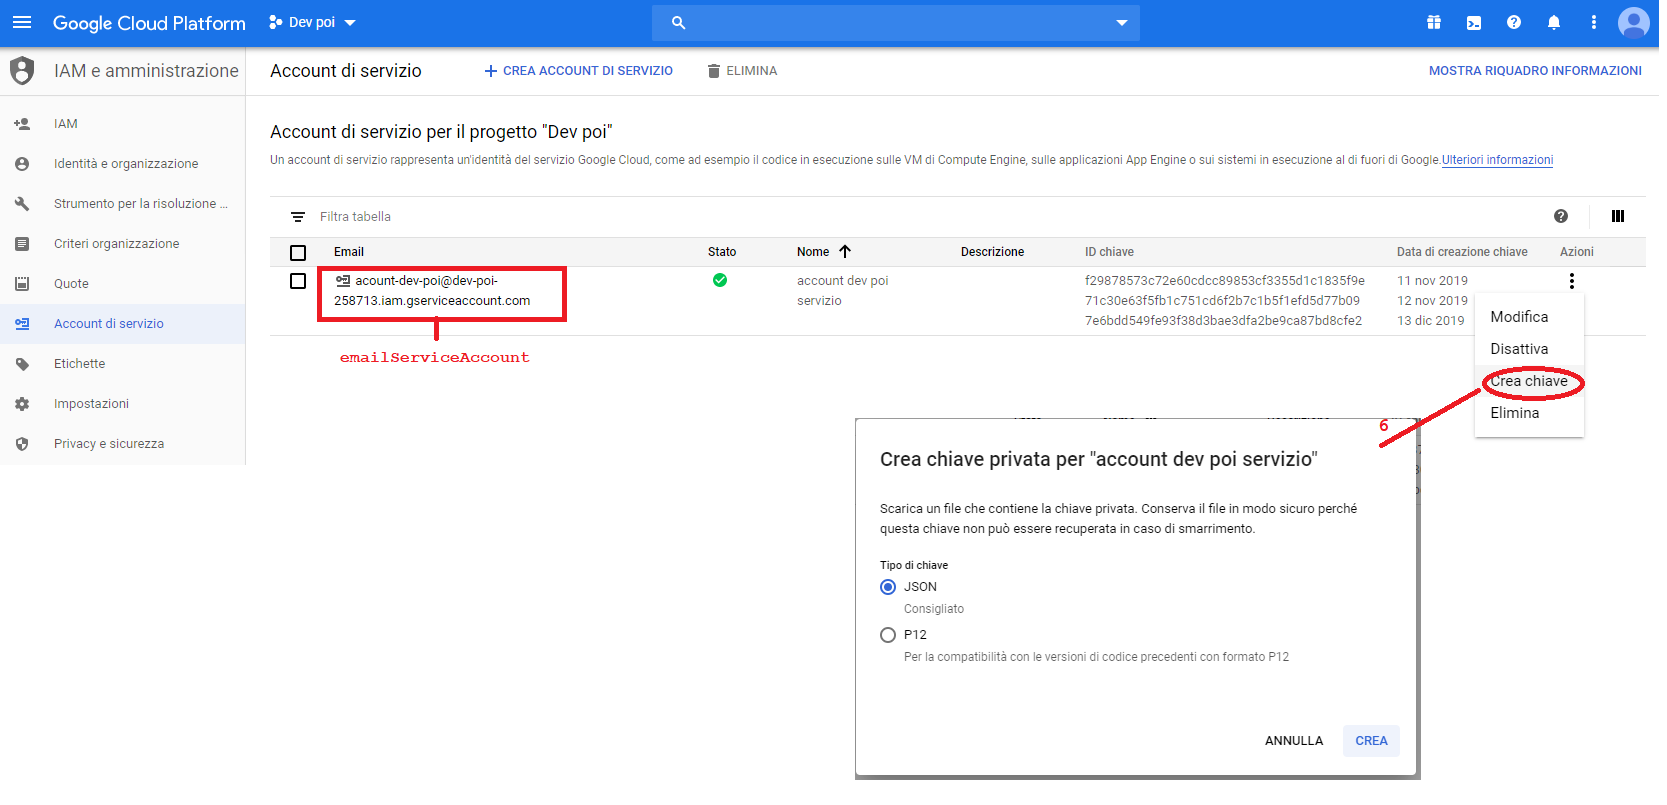 Google Cloud Platform
Dev poi
IAM e amministrazione
Account di servizio
CREA ACCOUNT DI SERVIZIO
ELIMINA
MOSTRA RIQUADRO INFORMAZIONI
IAM
Identità e organizzazione
Strumento per la risoluzione ...
Criteri organizzazione
Quote
Account di servizio
Etichette
Impostazioni
Privacy e sicurezza
Account di servizio per il progetto "Dev poi"
Un account di servizio rappresenta un'identità del servizio Google Cloud, come ad esempio il codice in esecuzione sulle VM di Compute Engine, sulle applicazioni App Engine o sui sistemi in esecuzione al di fuori di Google.Ulteriori informazioni
Filtra tabella
Email Stato Nome Descrizione ID chiave Data di creazione chiave Azioni
acount-dev-poi@dev-poi-
258713.iam.gserviceaccount.com
account dev poi
servizio
f29878573c72e60cdcc89853cf3355d1c1835f9e 11 nov 2019
71c30e63f5fb1c751cd6f2b7c1b5f1efd5d77b09 12 nov 2019
7e6bdd549fe93f38d3bae3dfa2be9ca87bd8cfe2 13 dic 2019
emailServiceAccount
Modifica
Disattiva
Crea chiave
Elimina
6
Crea chiave privata per "account dev poi servizio"
Scarica un file che contiene la chiave privata. Conserva il file in modo sicuro perché
questa chiave non può essere recuperata in caso di smarrimento.
Tipo di chiave
JSON
Consigliato
P12
Per la compatibilità con le versioni di codice precedenti con formato P12
ANNULLA
CREA